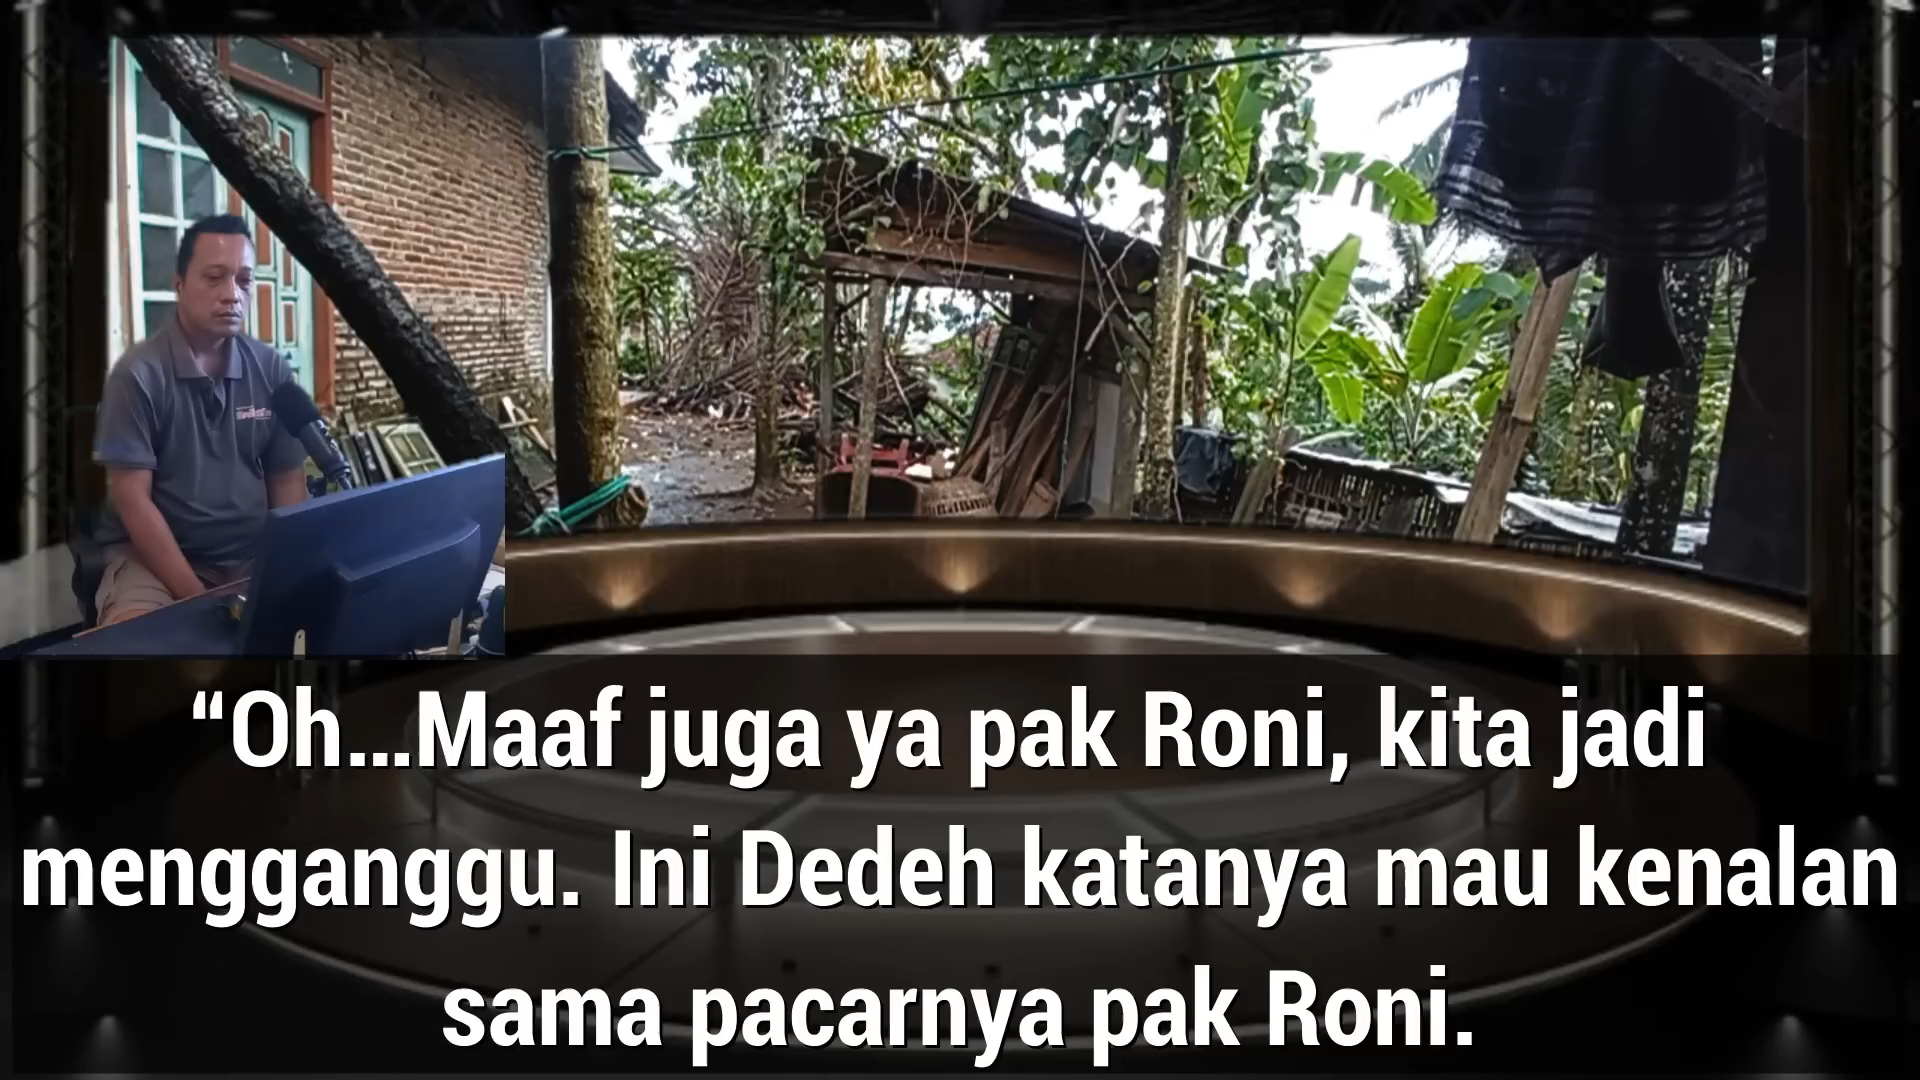 “Oh...Maaf juga ya pak Roni, kita jadi
mengganggu. Ini Dedeh katanya mau kenalan
sama pacarnya pak Roni.